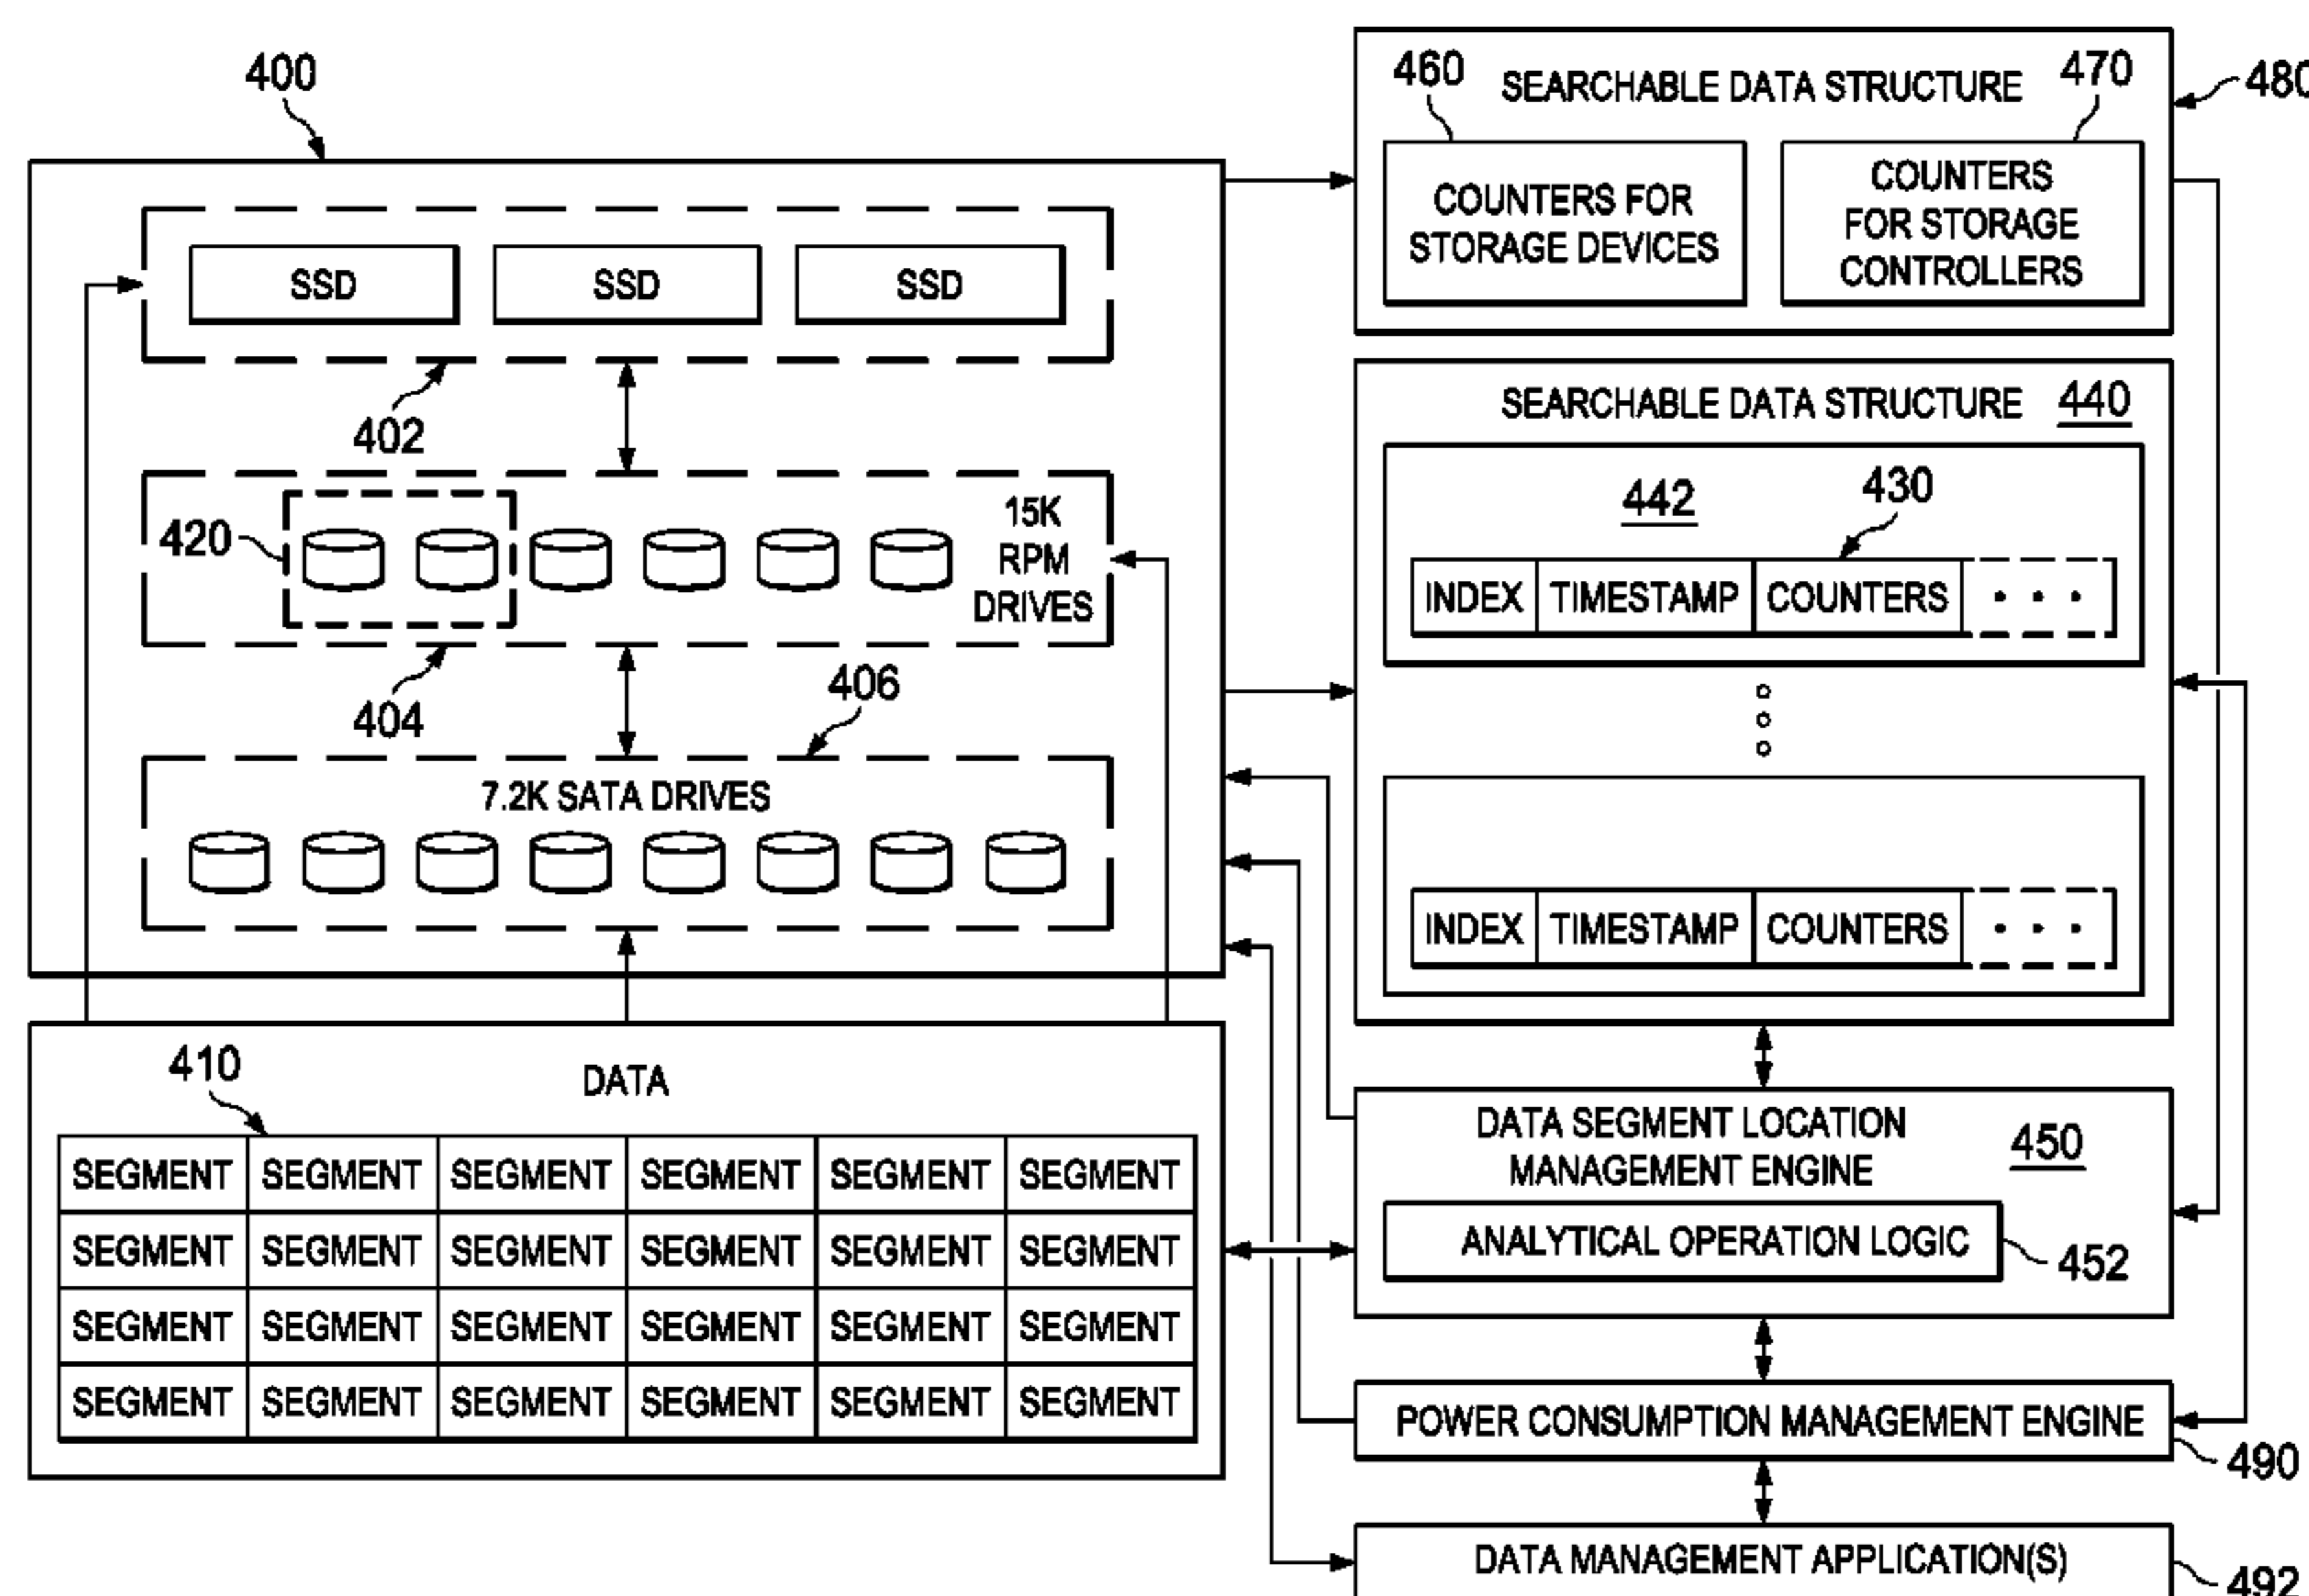 400
SSD SSD SSD
402
420
15K
RPM
DRIVES
404
406
7.2K SATA DRIVES
410
DATA
SEGMENT SEGMENT SEGMENT SEGMENT SEGMENT SEGMENT
SEGMENT SEGMENT SEGMENT SEGMENT SEGMENT SEGMENT
SEGMENT SEGMENT SEGMENT SEGMENT SEGMENT SEGMENT
SEGMENT SEGMENT SEGMENT SEGMENT SEGMENT SEGMENT
460
SEARCHABLE DATA STRUCTURE
470
480
COUNTERS FOR
STORAGE DEVICES
COUNTERS
FOR STORAGE
CONTROLLERS
SEARCHABLE DATA STRUCTURE 440
442
430
INDEX TIMESTAMP COUNTERS • • •
INDEX TIMESTAMP COUNTERS • • •
DATA SEGMENT LOCATION
MANAGEMENT ENGINE
450
ANALYTICAL OPERATION LOGIC
452
POWER CONSUMPTION MANAGEMENT ENGINE
490
DATA MANAGEMENT APPLICATION(S)
492